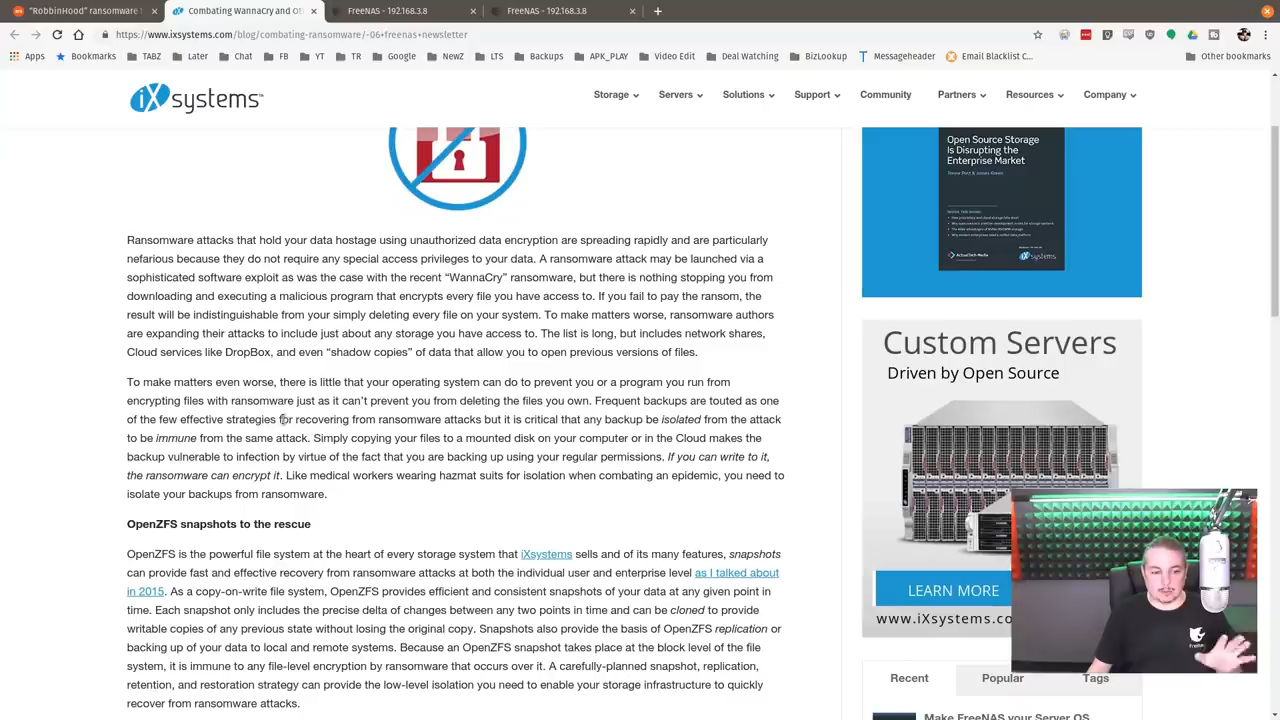 "RobbinHood" ransomware t
Combating WannaCry and Ot
FreeNAS - 192.168.3.8
FreeNAS - 192.168.3.8
https://www.ixsystems.com/blog/combating-ransomware/-06+freenas+newsletter
Apps
Bookmarks
TABZ
Later
Chat
FB
YT
TR
Google
NewZ
LTS
Backups
APK_PLAY
Video Edit
Deal Watching
BizLookup
Messageheader
Email Blacklist C...
Other bookmarks
iXsystems
Storage
Servers
Solutions
Support
Community
Partners
Resources
Company
Ransomware attacks that hold your data hostage using unauthorized data encryption are spreading rapidly and are particularly
nefarious because they do not require any special access privileges to your data. A ransomware attack may be launched via a
sophisticated software exploit as was the case with the recent “WannaCry” ransomware, but there is nothing stopping you from
downloading and executing a malicious program that encrypts every file you have access to. If you fail to pay the ransom, the
result will be indistinguishable from your simply deleting every file on your system. To make matters worse, ransomware authors
are expanding their attacks to include just about any storage you have access to. The list is long, but includes network shares,
Cloud services like DropBox, and even “shadow copies” of data that allow you to open previous versions of files.
To make matters even worse, there is little that your operating system can do to prevent you or a program you run from
encrypting files with ransomware just as it can’t prevent you from deleting the files you own. Frequent backups are touted as one
of the few effective strategies for recovering from ransomware attacks but it is critical that any backup be isolated from the attack
to be immune from the same attack. Simply copying your files to a mounted disk on your computer or in the Cloud makes the
backup vulnerable to infection by virtue of the fact that you are backing up using your regular permissions. If you can write to it,
the ransomware can encrypt it. Like medical workers wearing hazmat suits for isolation when combating an epidemic, you need to
isolate your backups from ransomware.
OpenZFS snapshots to the rescue
OpenZFS is the powerful file system at the heart of every storage system that iXsystems sells and of its many features, snapshots
can provide fast and effective recovery from ransomware attacks at both the individual user and enterprise level as I talked about
in 2015. As a copy-on-write filesystem, OpenZFS provides efficient and consistent snapshots of your data at any given point in
time. Each snapshot only includes the precise delta of changes between any two points in time and can be cloned to provide
writable copies of any previous state without losing the original copy. Snapshots also provide the basis of OpenZFS replication or
backing up of your data to local and remote systems. Because an OpenZFS snapshot takes place at the block level of the file
system, it is immune to any file-level encryption by ransomware that occurs over it. A carefully-planned snapshot, replication,
retention, and restoration strategy can provide the low-level isolation you need to enable your storage infrastructure to quickly
recover from ransomware attacks.
Open Source Storage
Is Disrupting the
Enterprise Market
ActualTech Media
iXsystems
Custom Servers
Driven by Open Source
LEARN MORE
www.iXsystems.co
Recent
Popular
Tags
Make FreeNAS your Server OS